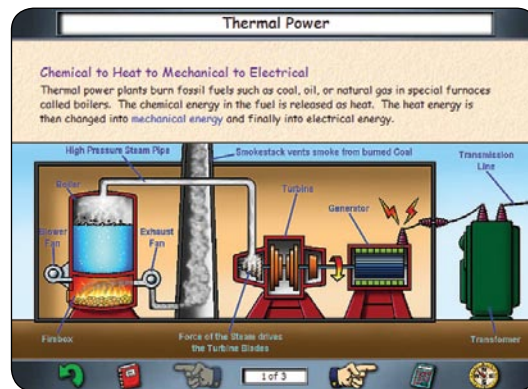 Thermal Power
Chemical to Heat to Mechanical to Electrical
Thermal power plants burn fossil fuels such as coal, oil, or natural gas in special furnaces
called boilers. The chemical energy in the fuel is released as heat. The heat energy is
then changed into mechanical energy and finally into electrical energy.
High Pressure Steam Pipe
Smokestack vents smoke from burned Coal
Transmission
Line
Boiler
Turbine
Generator
Blower
Fan
Exhaust
Fan
Firebox
Force of the Steam drives
the Turbine Blades
Transformer
1 of 3